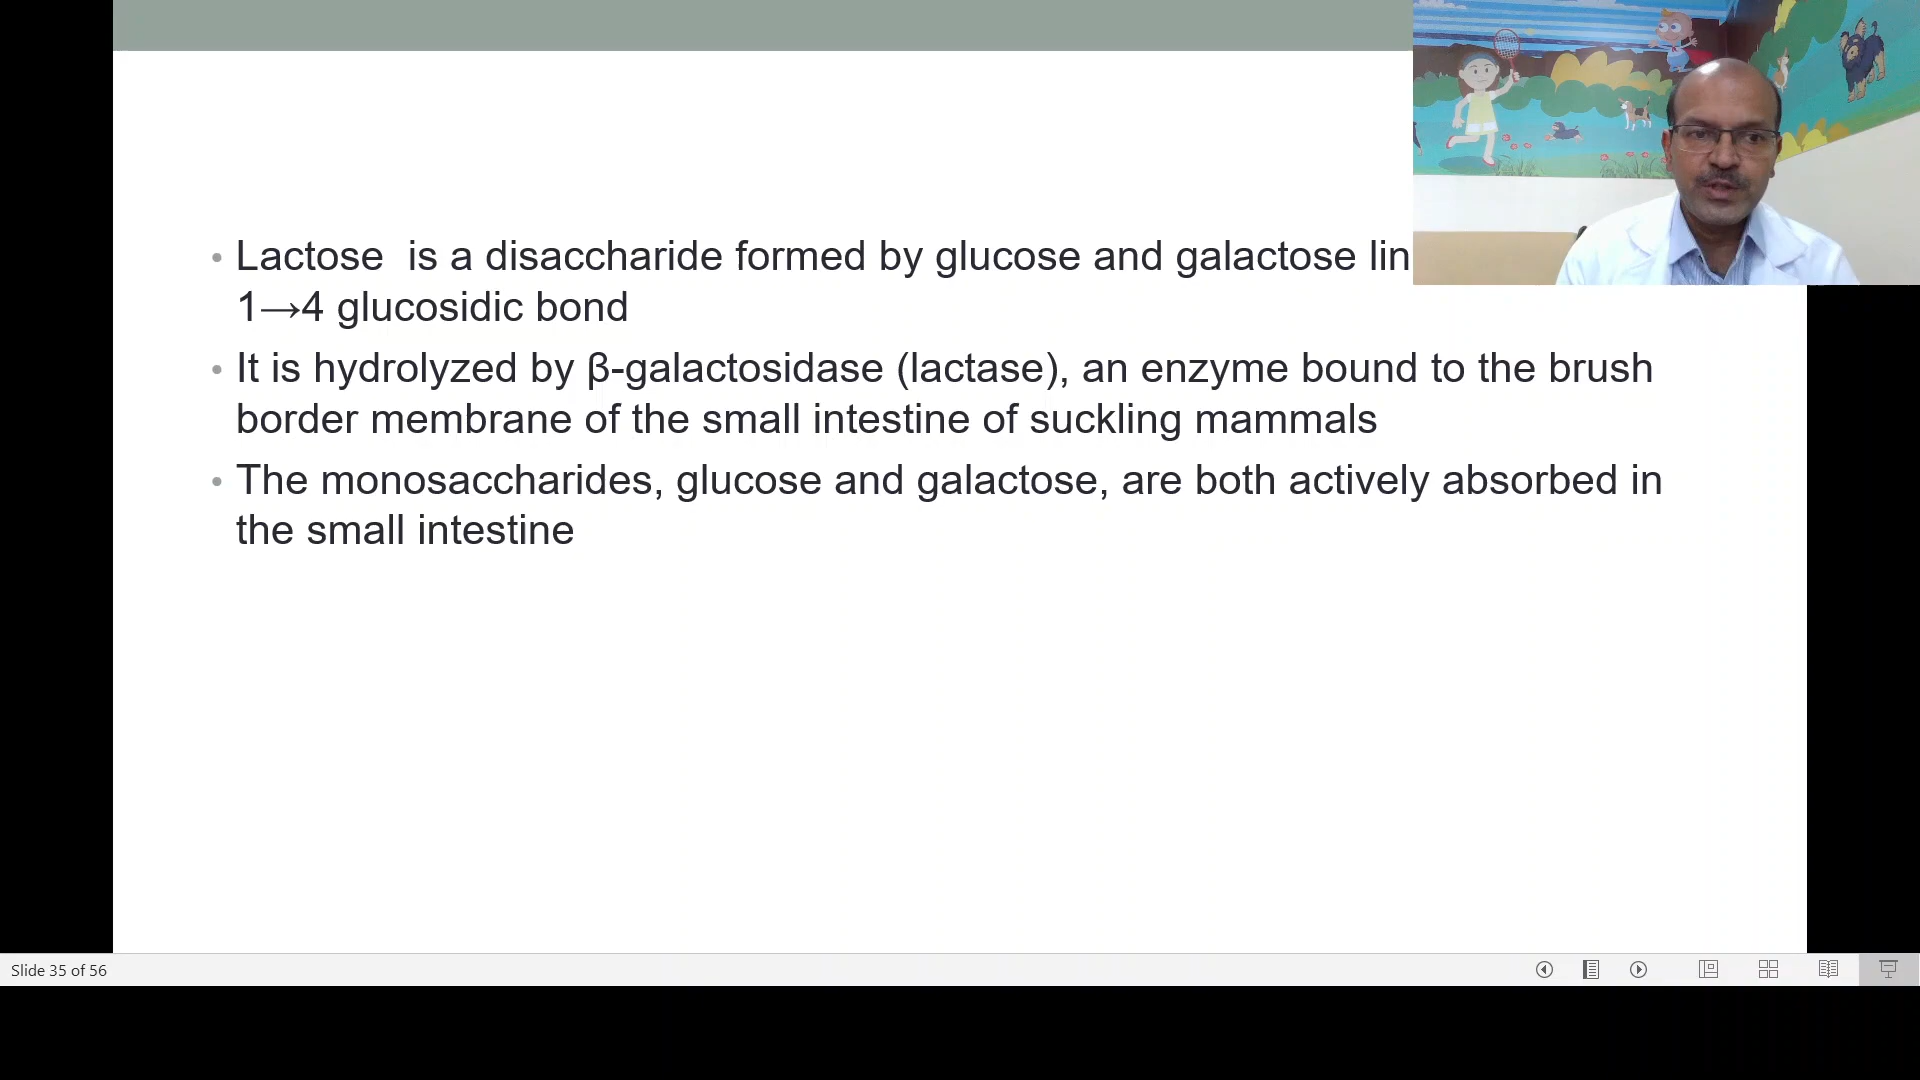 • Lactose  is a disaccharide formed by glucose and galactose
1→4 glucosidic bond
• It is hydrolyzed by β-galactosidase (lactase), an enzyme bound to the brush
border membrane of the small intestine of suckling mammals
• The monosaccharides, glucose and galactose, are both actively absorbed in
the small intestine
Slide 35 of 56